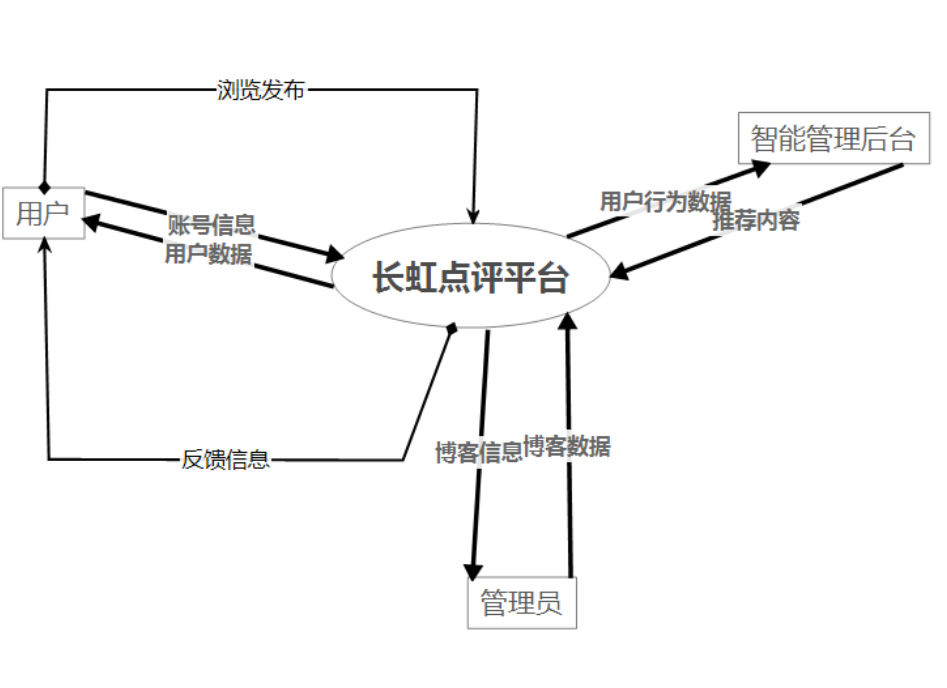 浏览发布
智能管理后台
用户
用户行为数据
推荐内容
账号信息
用户数据
长虹点评平台
博客信息
博客数据
反馈信息
管理员